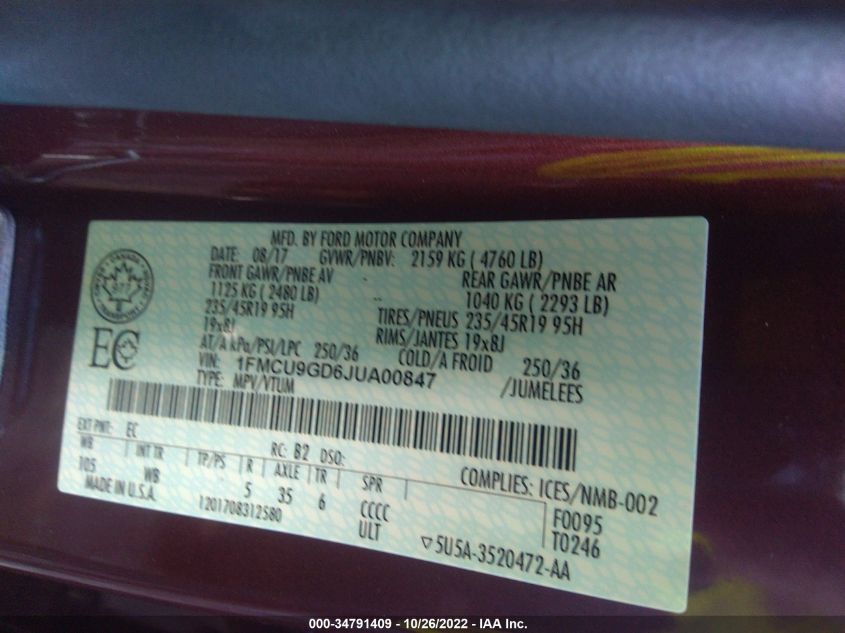 MFD. BY FORD MOTOR COMPANY
DATE: 08/17 GVWR/PNBV: 2159 KG ( 4760 LB)
FRONT GAWR/PNBE AV REAR GAWR/PNBE AR
1125 KG ( 2480 LB) 1040 KG ( 2293 LB)
235/45R19 95H TIRES/PNEUS 235/45R19 95H
19x8J RIMS/JANTES 19x8J
AT/A kPa/PSI/LPC 250/36 COLD/A FROID 250/36
VIN: 1FMCU9GD6JUA00847 /JUMELEES
TYPE: MPV/VTUM
EC
EXT PNT: EC RC: B2 DSO:
WB INT TR TP/PS R AXLE TR SPR COMPLIES: ICES/NMB-002
105 WB 5 35 6 CCCC F0095
MADE IN U.S.A. 1201708312580 ULT T0246
5U5A-3520472-AA
000-34791409 - 10/26/2022 - IAA Inc.